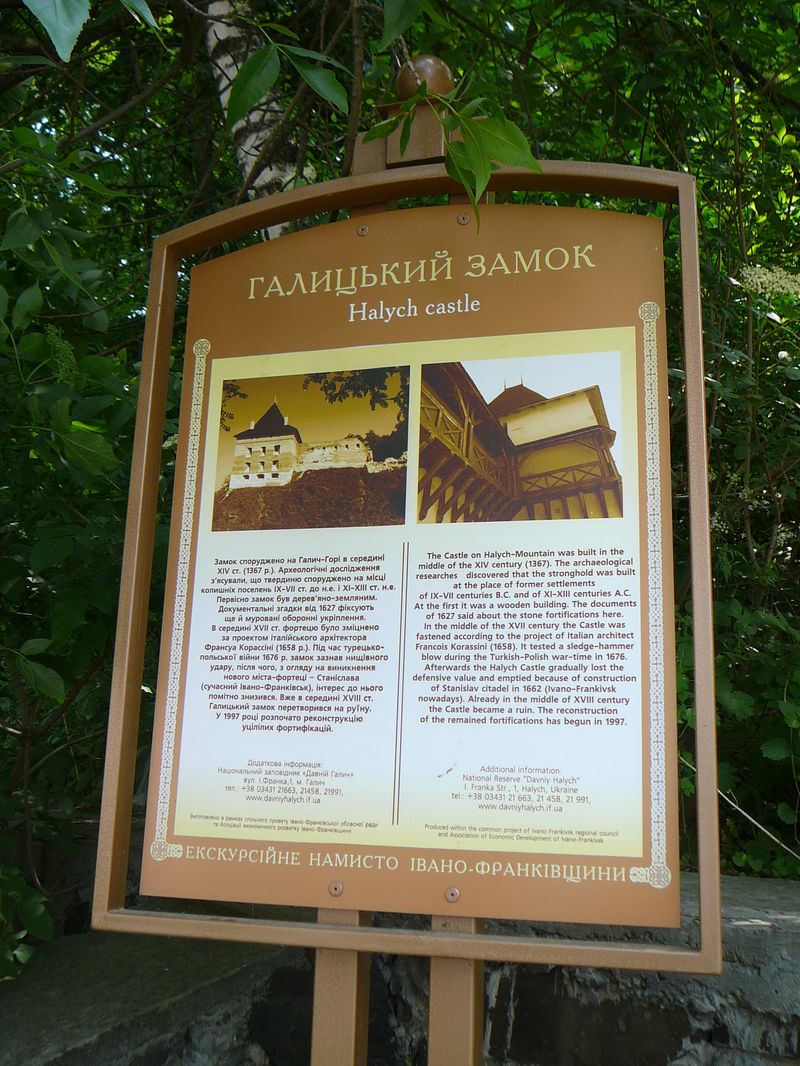 ГАЛИЦЬКИЙ ЗАМОК
Halych castle
Замок споруджено на Галич-Горі в середині
XIV ст. (1367 р.). Археологічні дослідження
з'ясували, що твердиню споруджено на місці
колишніх поселень IX-VII ст. до н.е. і XI-XIII ст. н.е.
Первісно замок був дерев'яно-земляним.
Документальні згадки від 1627 фіксують
ще й муровані оборонні укріплення.
В середині XVII ст. фортецю було зміцнено
за проектом італійського архітектора
Франсуа Корассіні (1658 р.). Під час турецько-
польської війни 1676 р. замок зазнав нищівного
удару, після чого, з огляду на виникнення
нового міста-фортеці - Станіслава
(сучасний Івано-Франківськ), інтерес до нього
помітно знизився. Вже в середині XVIII ст.
Галицький замок перетворився на руїну.
У 1997 році розпочато реконструкцію
уцілілих фортифікацій.
Додаткова інформація:
Національний заповідник «Давній Галич»
вул. І.Франка,1, м. Галич
тел.: +38 03431 21663, 21458, 21991,
www.davniyhalych.if.ua
Виготовлено в рамках спільного проекту Івано-Франківської обласної ради
та Асоціації економічного розвитку Івано-Франківщини
The Castle on Halych-Mountain was built in the
middle of the XIV century (1367). The archaeological
researches discovered that the stronghold was built
at the place of former settlements
of IX-VII centuries B.C. and of XI-XIII centuries A.C.
At the first it was a wooden building. The documents
of 1627 said about the stone fortifications here.
In the middle of the XVII century the Castle was
fastened according to the project of Italian architect
Francois Korassini (1658). It tested a sledge-hammer
blow during the Turkish-Polish war-time in 1676.
Afterwards the Halych Castle gradually lost the
defensive value and emptied because of construction
of Stanislav citadel in 1662 (Ivano-Frankivsk
nowadays). Already in the middle of XVIII century
the Castle became a ruin. The reconstruction
of the remained fortifications has begun in 1997.
Additional information:
National Reserve "Davniy Halych"
I. Franka Str., 1, Halych, Ukraine
tel.: +38 03431 21 663, 21 458, 21 991,
www.davniyhalych.if.ua
Produced within the common project of Ivano-Frankivsk regional council
and Association of Economic Development of Ivano-Frankivsk
ЕКСКУРСІЙНЕ НАМИСТО ІВАНО-ФРАНКІВЩИНИ